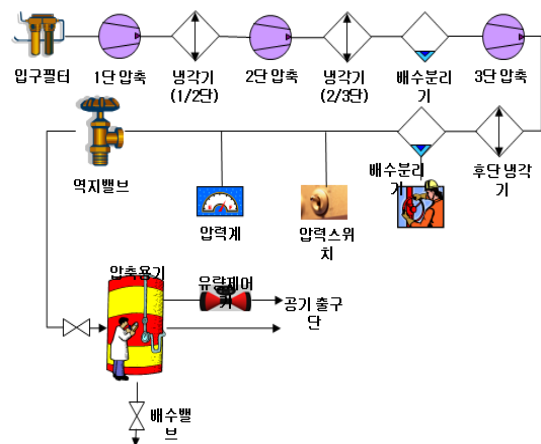 입구필터
1단 압축
냉각기
(1/2단)
2단 압축
냉각기
(2/3단)
배수분리
기
3단 압축
역지밸브
압력계
압력스위
치
배수분리
기
후단 냉각
기
압축용기
유량제어
기
공기 출구
단
배수밸
브